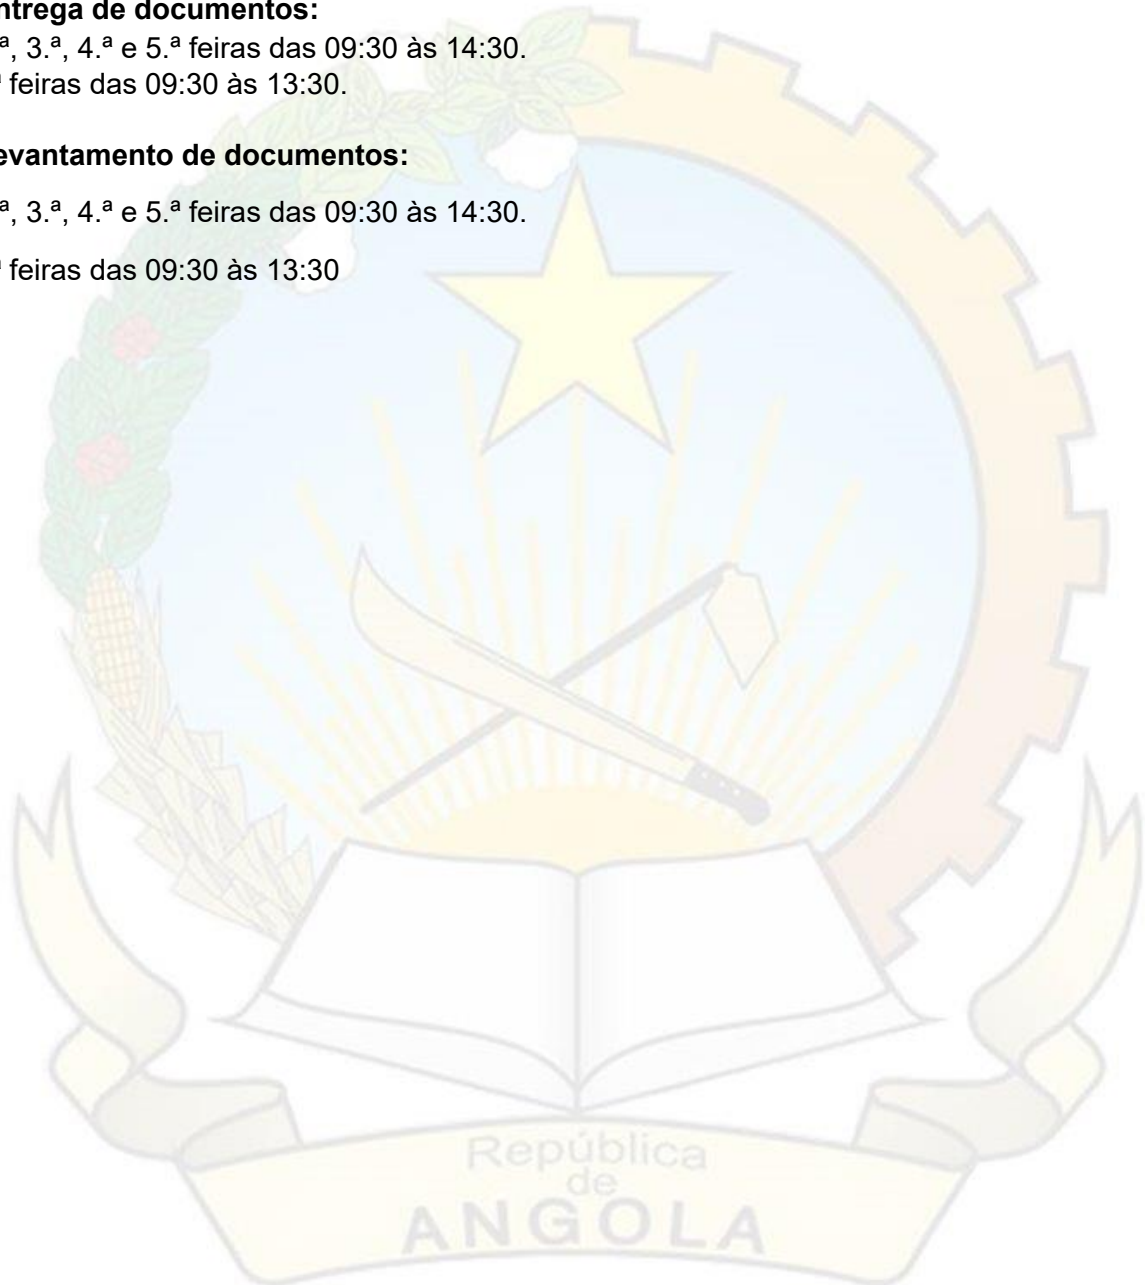 ntrega de documentos:
ª, 3.ª, 4.ª e 5.ª feiras das 09:30 às 14:30.
ª feiras das 09:30 às 13:30.
evantamento de documentos:
ª, 3.ª, 4.ª e 5.ª feiras das 09:30 às 14:30.
ª feiras das 09:30 às 13:30
República
de
ANGOLA